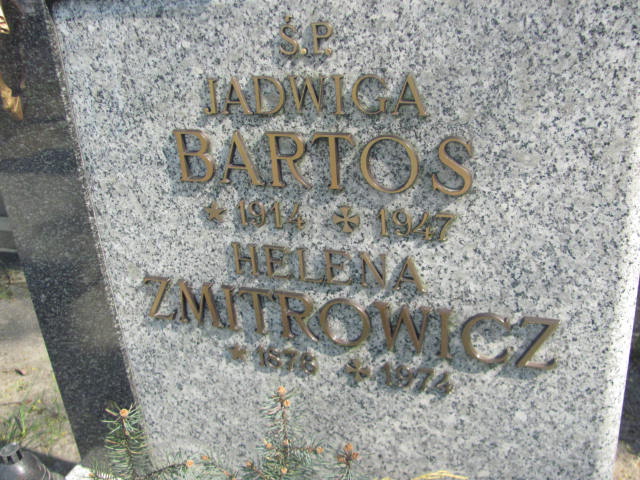 Ś.P.
JADWIGA
BARTOS
★ 1914 ✠ 1947
HELENA
ZMITROWICZ
★ 1878 ✠ 1974